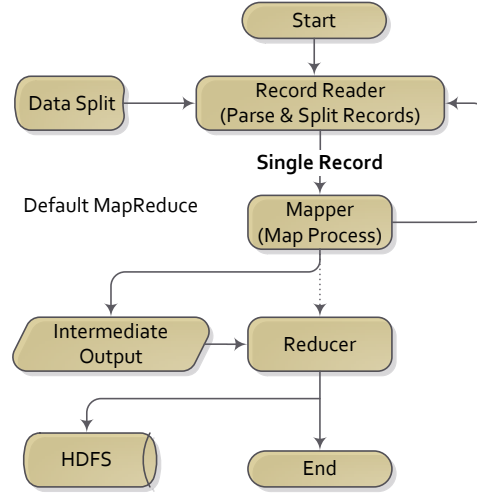 Start
Data Split
Record Reader
(Parse & Split Records)
Single Record
Default MapReduce
Mapper
(Map Process)
Intermediate
Output
Reducer
HDFS
End